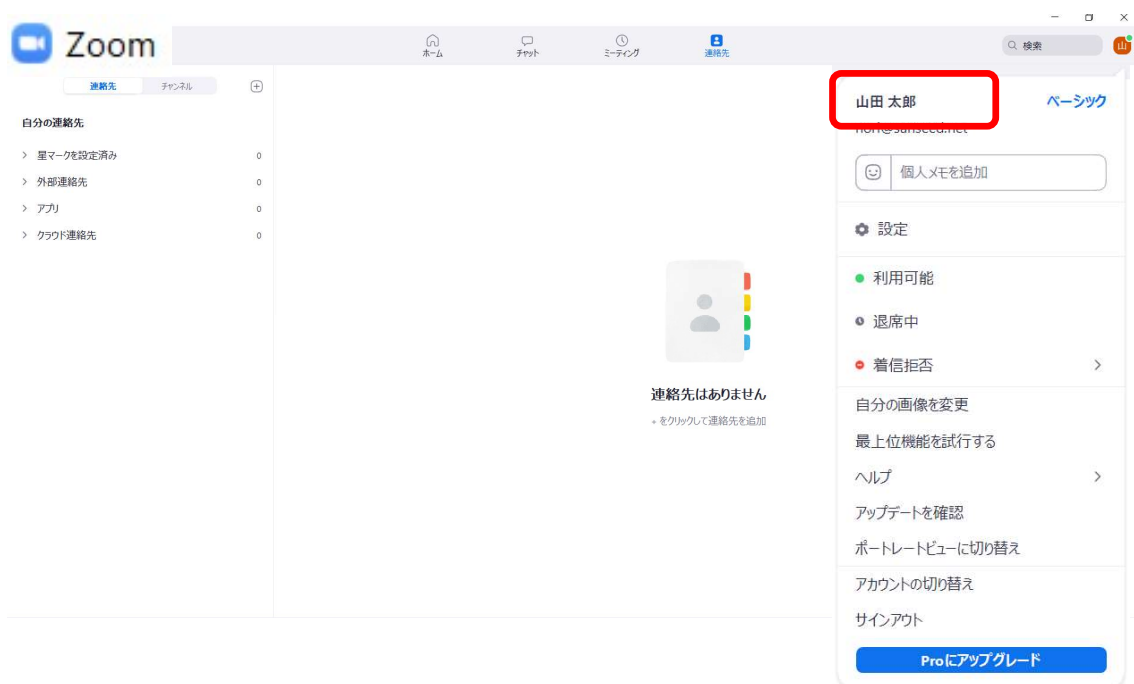 Zoom
ホーム
チャット
ミーティング
連絡先
検索
山
連絡先
チャンネル
自分の連絡先
星マークを設定済み 0
外部連絡先 0
アプリ 0
クラウド連絡先 0
連絡先はありません
+ をクリックして連絡先を追加
山田 太郎
ベーシック
nori@sanseed.net
個人メモを追加
設定
利用可能
退席中
着信拒否
自分の画像を変更
最上位機能を試行する
ヘルプ
アップデートを確認
ポートレートビューに切り替え
アカウントの切り替え
サインアウト
Proにアップグレード